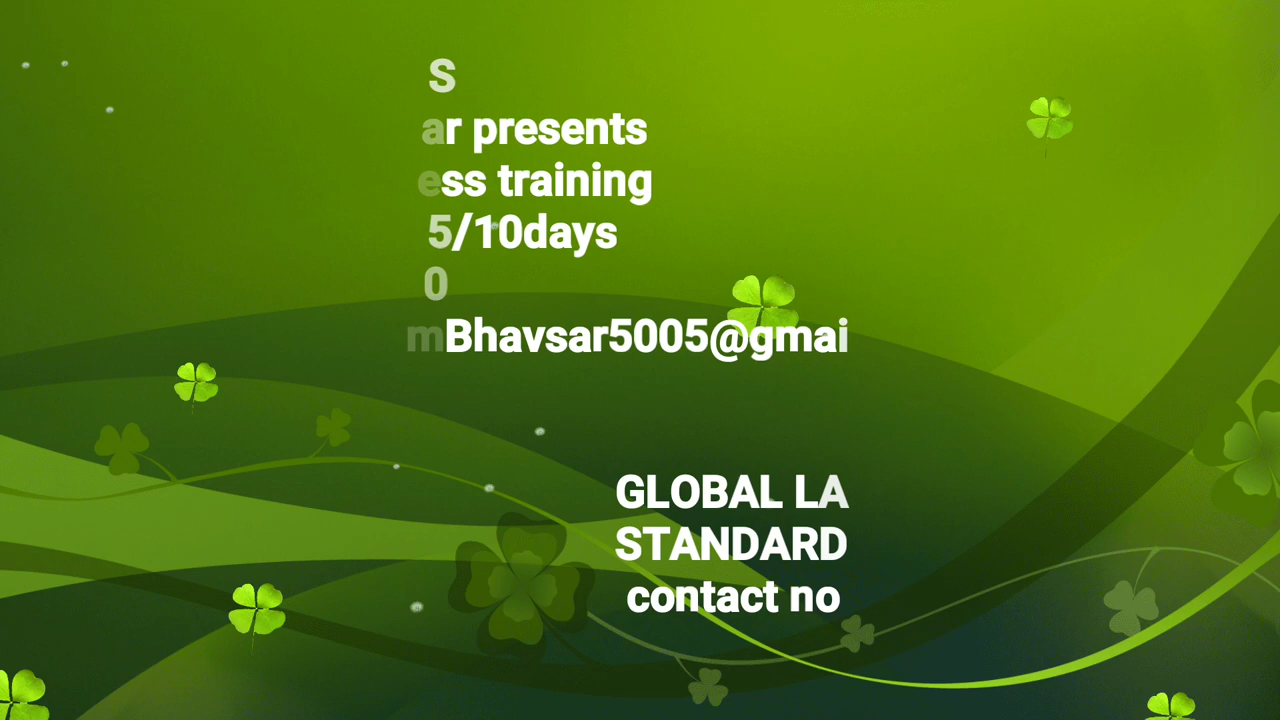 S
ar presents
ess training
5/10days
0
mBhavsar5005@gmai
GLOBAL LA
STANDARD
contact no